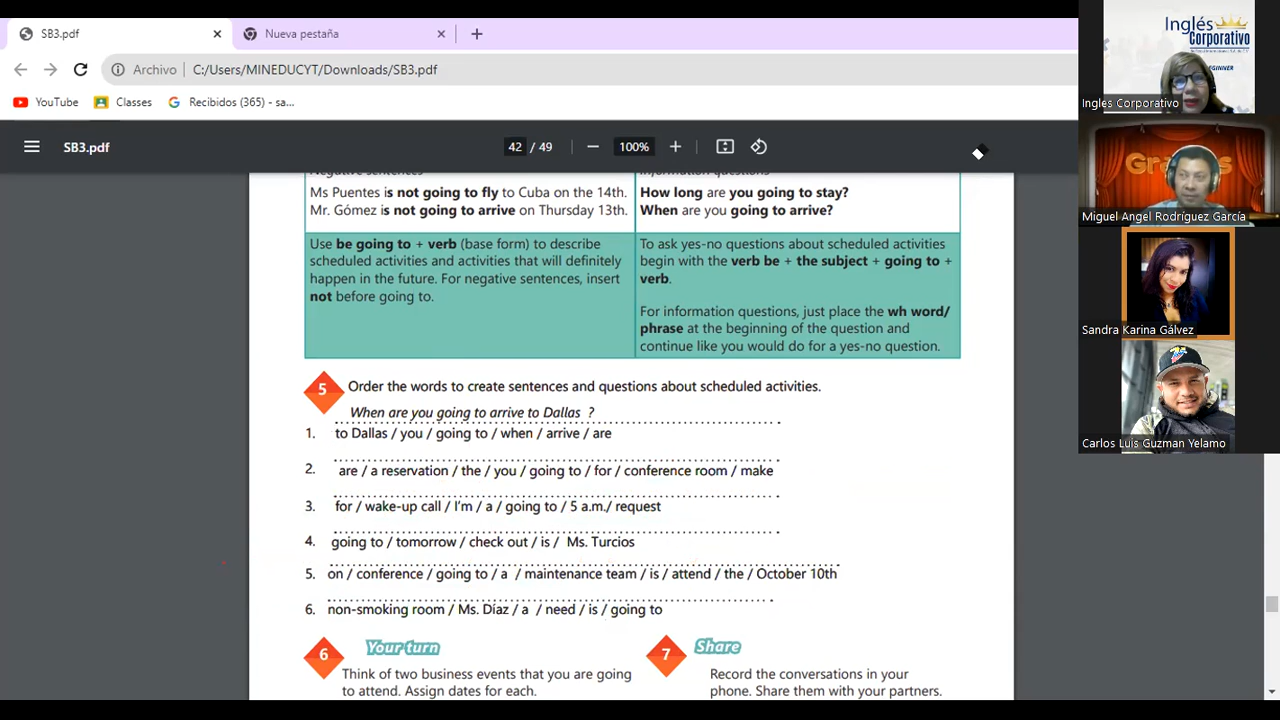 SB3.pdf
Nueva pestaña
Archivo
C:/Users/MINEDUCYT/Downloads/SB3.pdf
YouTube
Classes
Recibidos (365) - sa...
SB3.pdf
42 / 49
100%
Negative sentences
Information questions
Ms Puentes is not going to fly to Cuba on the 14th.
Mr. Gómez is not going to arrive on Thursday 13th.
How long are you going to stay?
When are you going to arrive?
Use be going to + verb (base form) to describe
scheduled activities and activities that will definitely
happen in the future. For negative sentences, insert
not before going to.
To ask yes-no questions about scheduled activities
begin with the verb be + the subject + going to +
verb.
For information questions, just place the wh word/
phrase at the beginning of the question and
continue like you would do for a yes-no question.
5 Order the words to create sentences and questions about scheduled activities.
When are you going to arrive to Dallas ?
1. to Dallas / you / going to / when / arrive / are
2. are / a reservation / the / you / going to / for / conference room / make
3. for / wake-up call / I'm / a / going to / 5 a.m./ request
4. going to / tomorrow / check out / is / Ms. Turcios
5. on / conference / going to / a / maintenance team / is / attend / the / October 10th
6. non-smoking room / Ms. Díaz / a / need / is / going to
6 Your turn
Think of two business events that you are going
to attend. Assign dates for each.
7 Share
Record the conversations in your
phone. Share them with your partners.
Inglés
Corporativo
Inglés Corporativo
Miguel Angel Rodríguez García
Sandra Karina Gálvez
Carlos Luis Guzman Yelamo